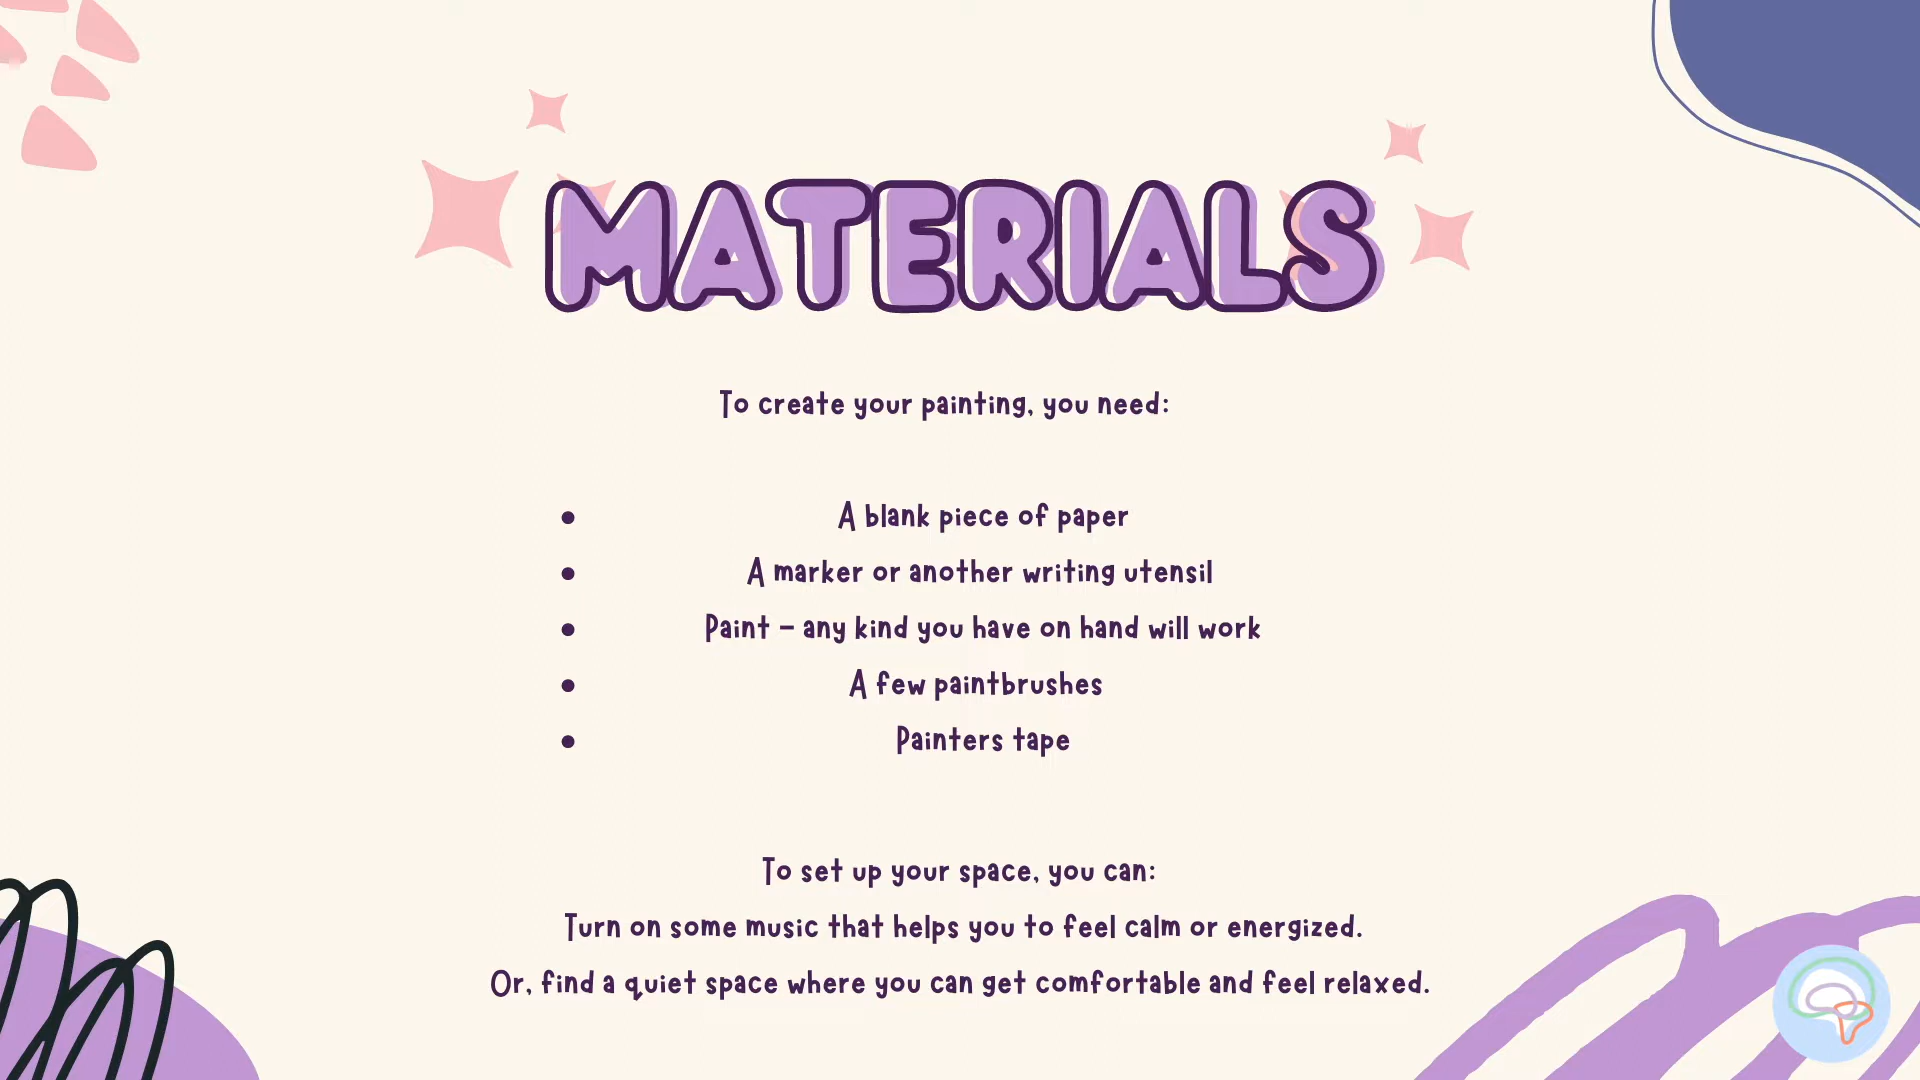 MATERIALS
To create your painting, you need:
• A blank piece of paper
• A marker or another writing utensil
• Paint – any kind you have on hand will work
• A few paintbrushes
• Painters tape
To set up your space, you can:
Turn on some music that helps you to feel calm or energized.
Or, find a quiet space where you can get comfortable and feel relaxed.